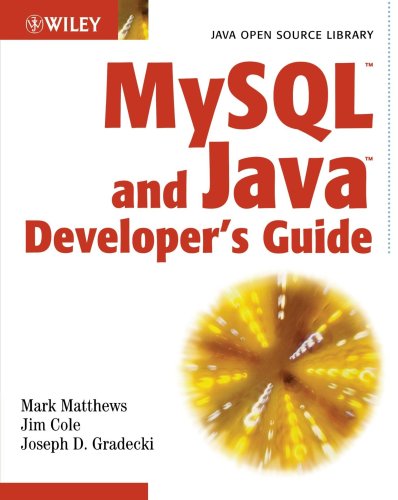 WILEY
JAVA OPEN SOURCE LIBRARY
MySQL™
and Java™
Developer's Guide
Mark Matthews
Jim Cole
Joseph D. Gradecki